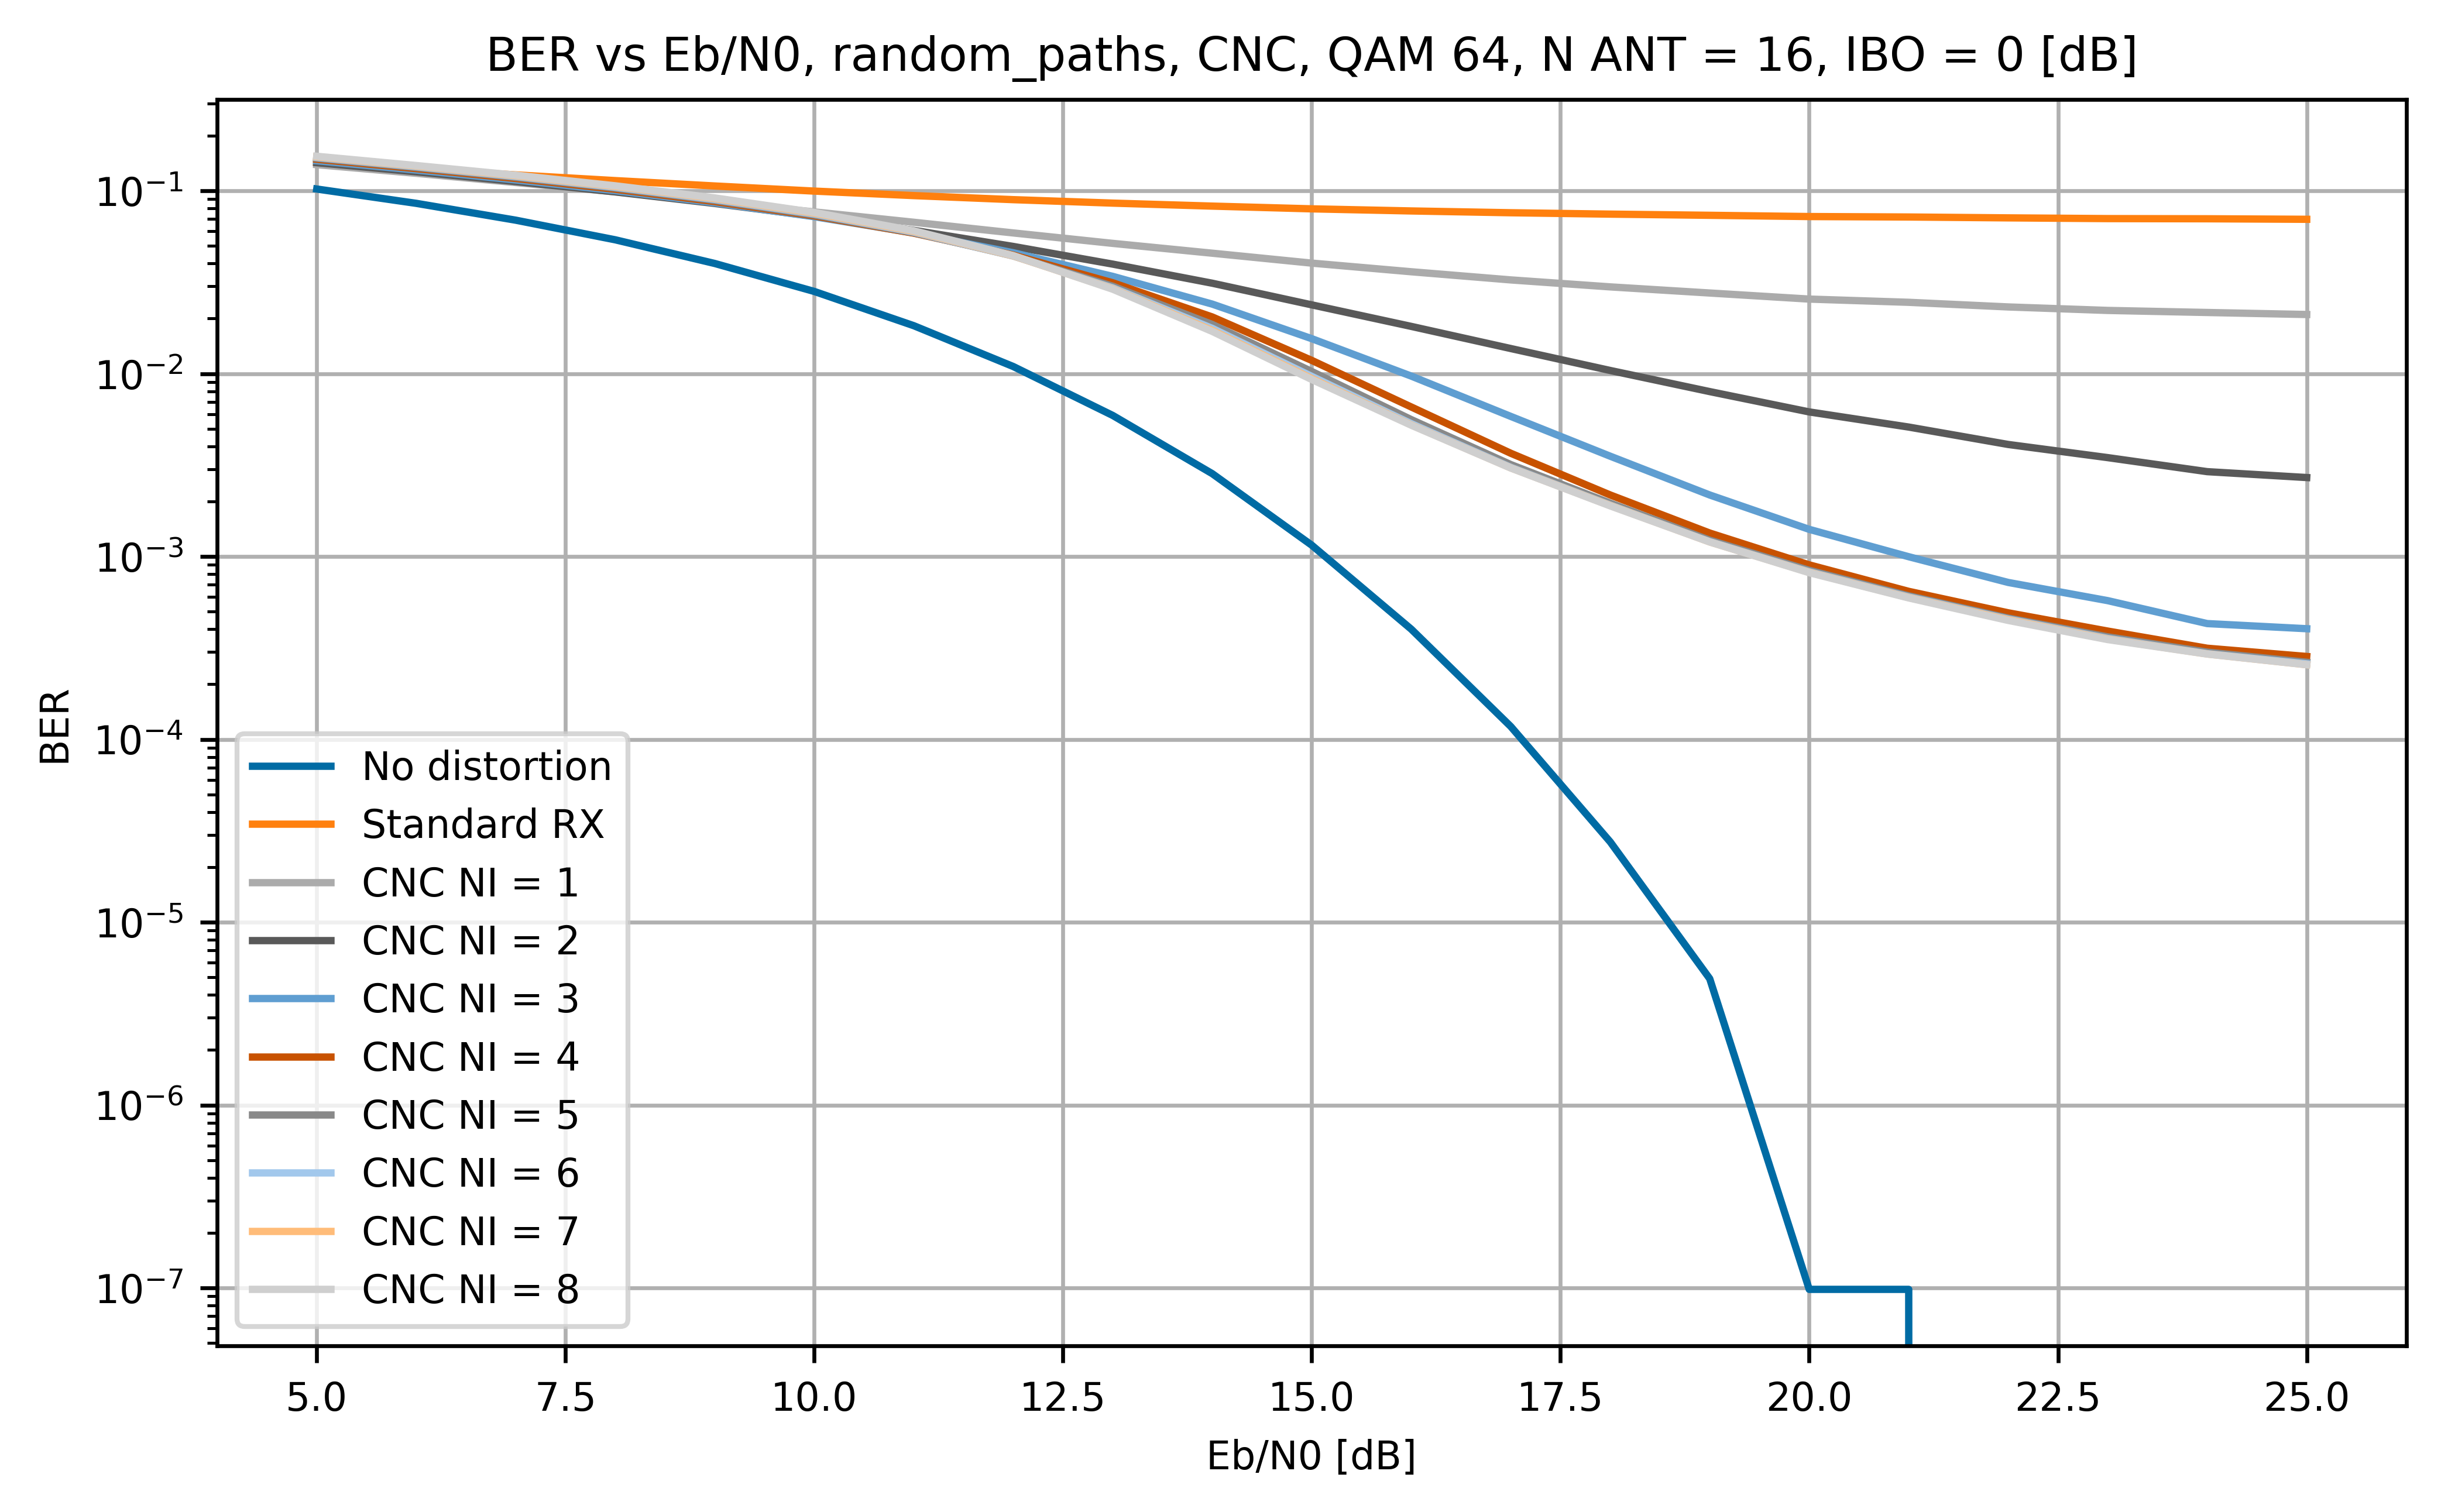 BER vs Eb/N0, random_paths, CNC, QAM 64, N ANT = 16, IBO = 0 [dB]
BER
10⁻¹
10⁻²
10⁻³
10⁻⁴
10⁻⁵
10⁻⁶
10⁻⁷
No distortion
Standard RX
CNC NI = 1
CNC NI = 2
CNC NI = 3
CNC NI = 4
CNC NI = 5
CNC NI = 6
CNC NI = 7
CNC NI = 8
5.0 7.5 10.0 12.5 15.0 17.5 20.0 22.5 25.0
Eb/N0 [dB]